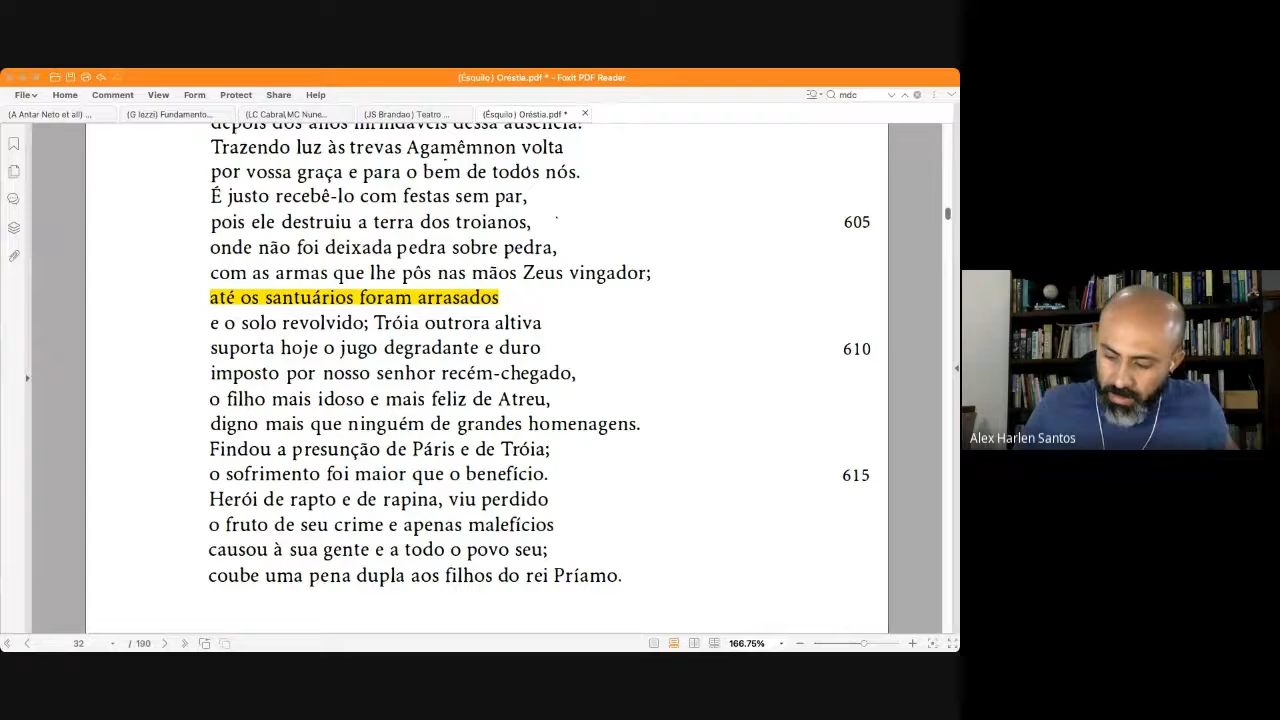 (Ésquilo) Oréstia.pdf * - Foxit PDF Reader
File Home Comment View Form Protect Share Help
mdc
(A Antar Neto et all) ... (G Iezzi) Fundamento... (LC Cabral,MC Nune... (JS Brandao) Teatro ... (Ésquilo) Oréstia.pdf *
depois dos anos infindáveis dessa ausência!
Trazendo luz às trevas Agamêmnon volta
por vossa graça e para o bem de todos nós.
É justo recebê-lo com festas sem par,
pois ele destruiu a terra dos troianos, 605
onde não foi deixada pedra sobre pedra,
com as armas que lhe pôs nas mãos Zeus vingador;
até os santuários foram arrasados
e o solo revolvido; Tróia outrora altiva
suporta hoje o jugo degradante e duro 610
imposto por nosso senhor recém-chegado,
o filho mais idoso e mais feliz de Atreu,
digno mais que ninguém de grandes homenagens.
Findou a presunção de Páris e de Tróia;
o sofrimento foi maior que o benefício. 615
Herói de rapto e de rapina, viu perdido
o fruto de seu crime e apenas malefícios
causou à sua gente e a todo o povo seu;
coube uma pena dupla aos filhos do rei Príamo.
32 / 190 166.75%
Alex Harlen Santos